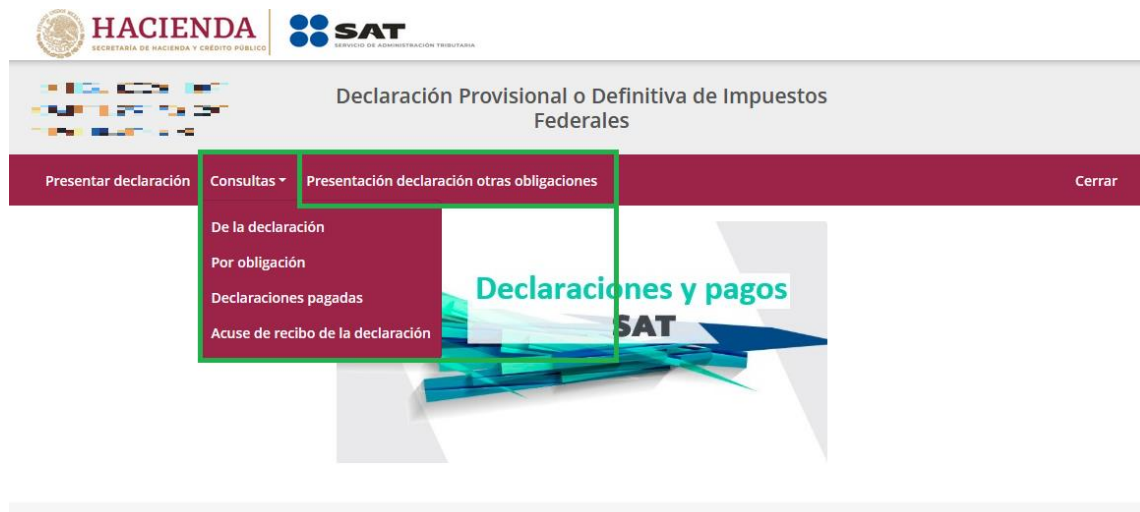 HACIENDA
SECRETARÍA DE HACIENDA Y CRÉDITO PÚBLICO
SAT
SERVICIO DE ADMINISTRACIÓN TRIBUTARIA
Declaración Provisional o Definitiva de Impuestos
Federales
Presentar declaración Consultas Presentación declaración otras obligaciones Cerrar
De la declaración
Por obligación
Declaraciones pagadas
Acuse de recibo de la declaración
Declaraciones y pagos
SAT